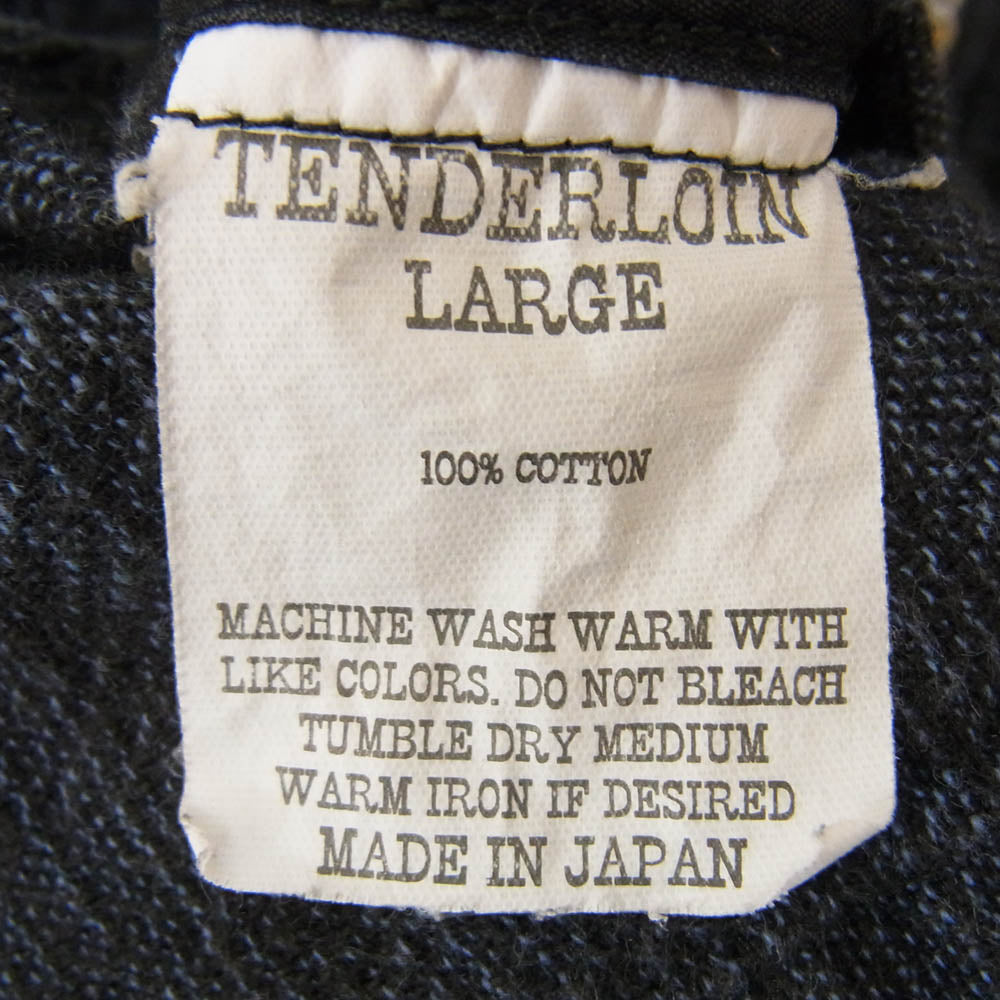 TENDERLOIN
LARGE
100% COTTON
MACHINE WASH WARM WITH
LIKE COLORS. DO NOT BLEACH
TUMBLE DRY MEDIUM
WARM IRON IF DESIRED
MADE IN JAPAN